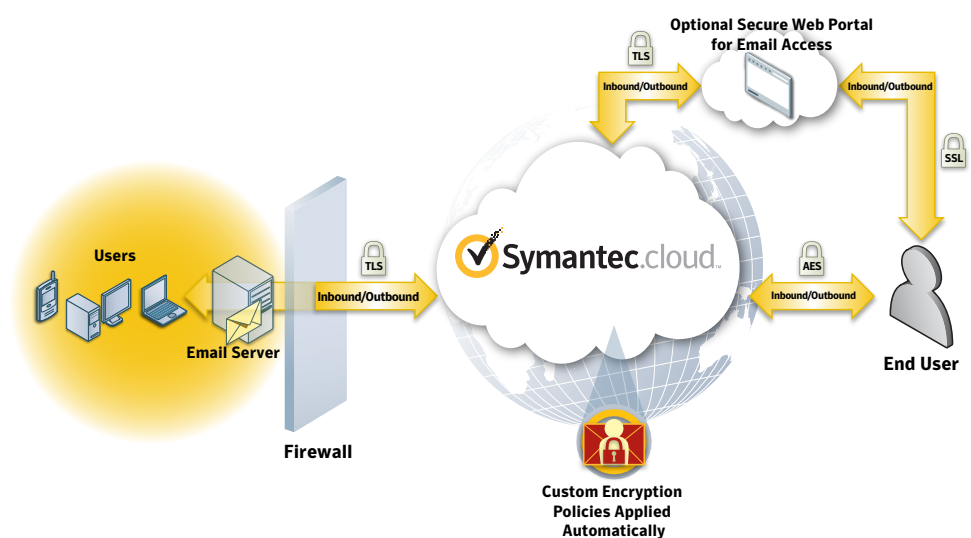 Optional Secure Web Portal
for Email Access
TLS
Inbound/Outbound
Inbound/Outbound
SSL
Users
TLS
Symantec.cloud™
AES
Inbound/Outbound
Inbound/Outbound
Email Server
End User
Firewall
Custom Encryption
Policies Applied
Automatically